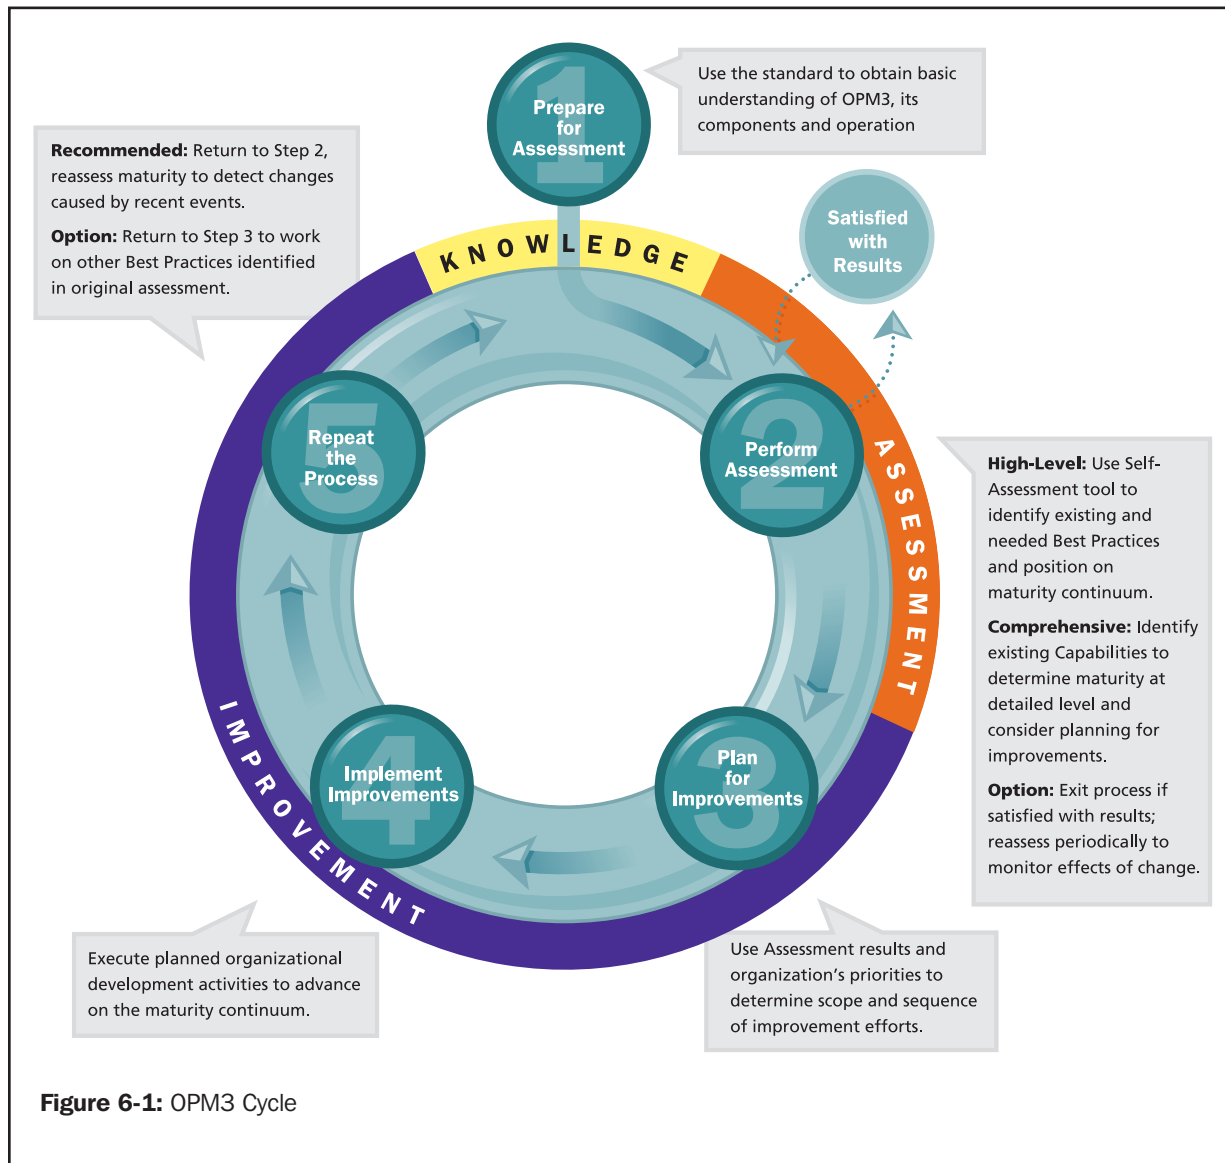 1
Prepare
for
Assessment
Use the standard to obtain basic
understanding of OPM3, its
components and operation
Recommended: Return to Step 2,
reassess maturity to detect changes
caused by recent events.
Option: Return to Step 3 to work
on other Best Practices identified
in original assessment.
Satisfied
with
Results
KNOWLEDGE
5
Repeat
the
Process
2
Perform
Assessment
ASSESSMENT
High-Level: Use Self-
Assessment tool to
identify existing and
needed Best Practices
and position on
maturity continuum.
Comprehensive: Identify
existing Capabilities to
determine maturity at
detailed level and
consider planning for
improvements.
Option: Exit process if
satisfied with results;
reassess periodically to
monitor effects of change.
IMPROVEMENT
4
Implement
Improvements
3
Plan
for
Improvements
Execute planned organizational
development activities to advance
on the maturity continuum.
Use Assessment results and
organization’s priorities to
determine scope and sequence
of improvement efforts.
Figure 6-1: OPM3 Cycle